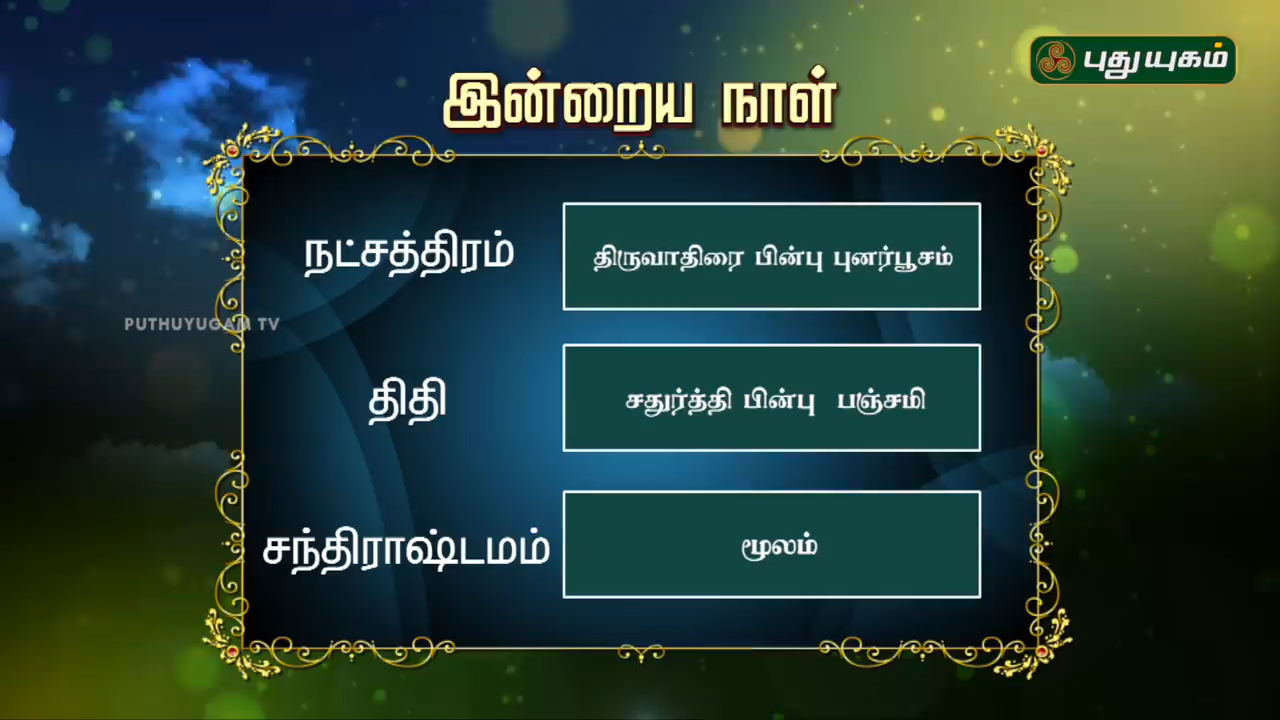 புதுயுகம்
இன்றைய நாள்
நட்சத்திரம்
திருவாதிரை பின்பு புனர்பூசம்
PUTHUYUGAM TV
திதி
சதுர்த்தி பின்பு பஞ்சமி
சந்திராஷ்டமம்
மூலம்